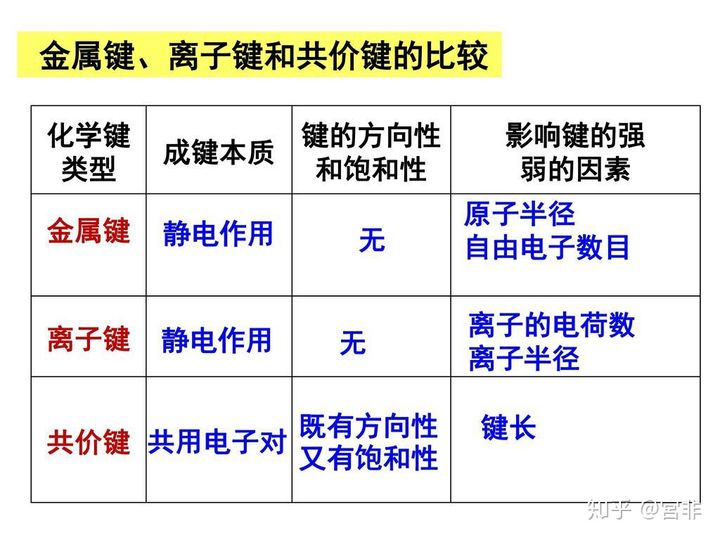 金属键、离子键和共价键的比较
化学键
类型
成键本质
键的方向性
和饱和性
影响键的强
弱的因素
金属键
静电作用
无
原子半径
自由电子数目
离子键
静电作用
无
离子的电荷数
离子半径
共价键
共用电子对
既有方向性
又有饱和性
键长
知乎 @宫非